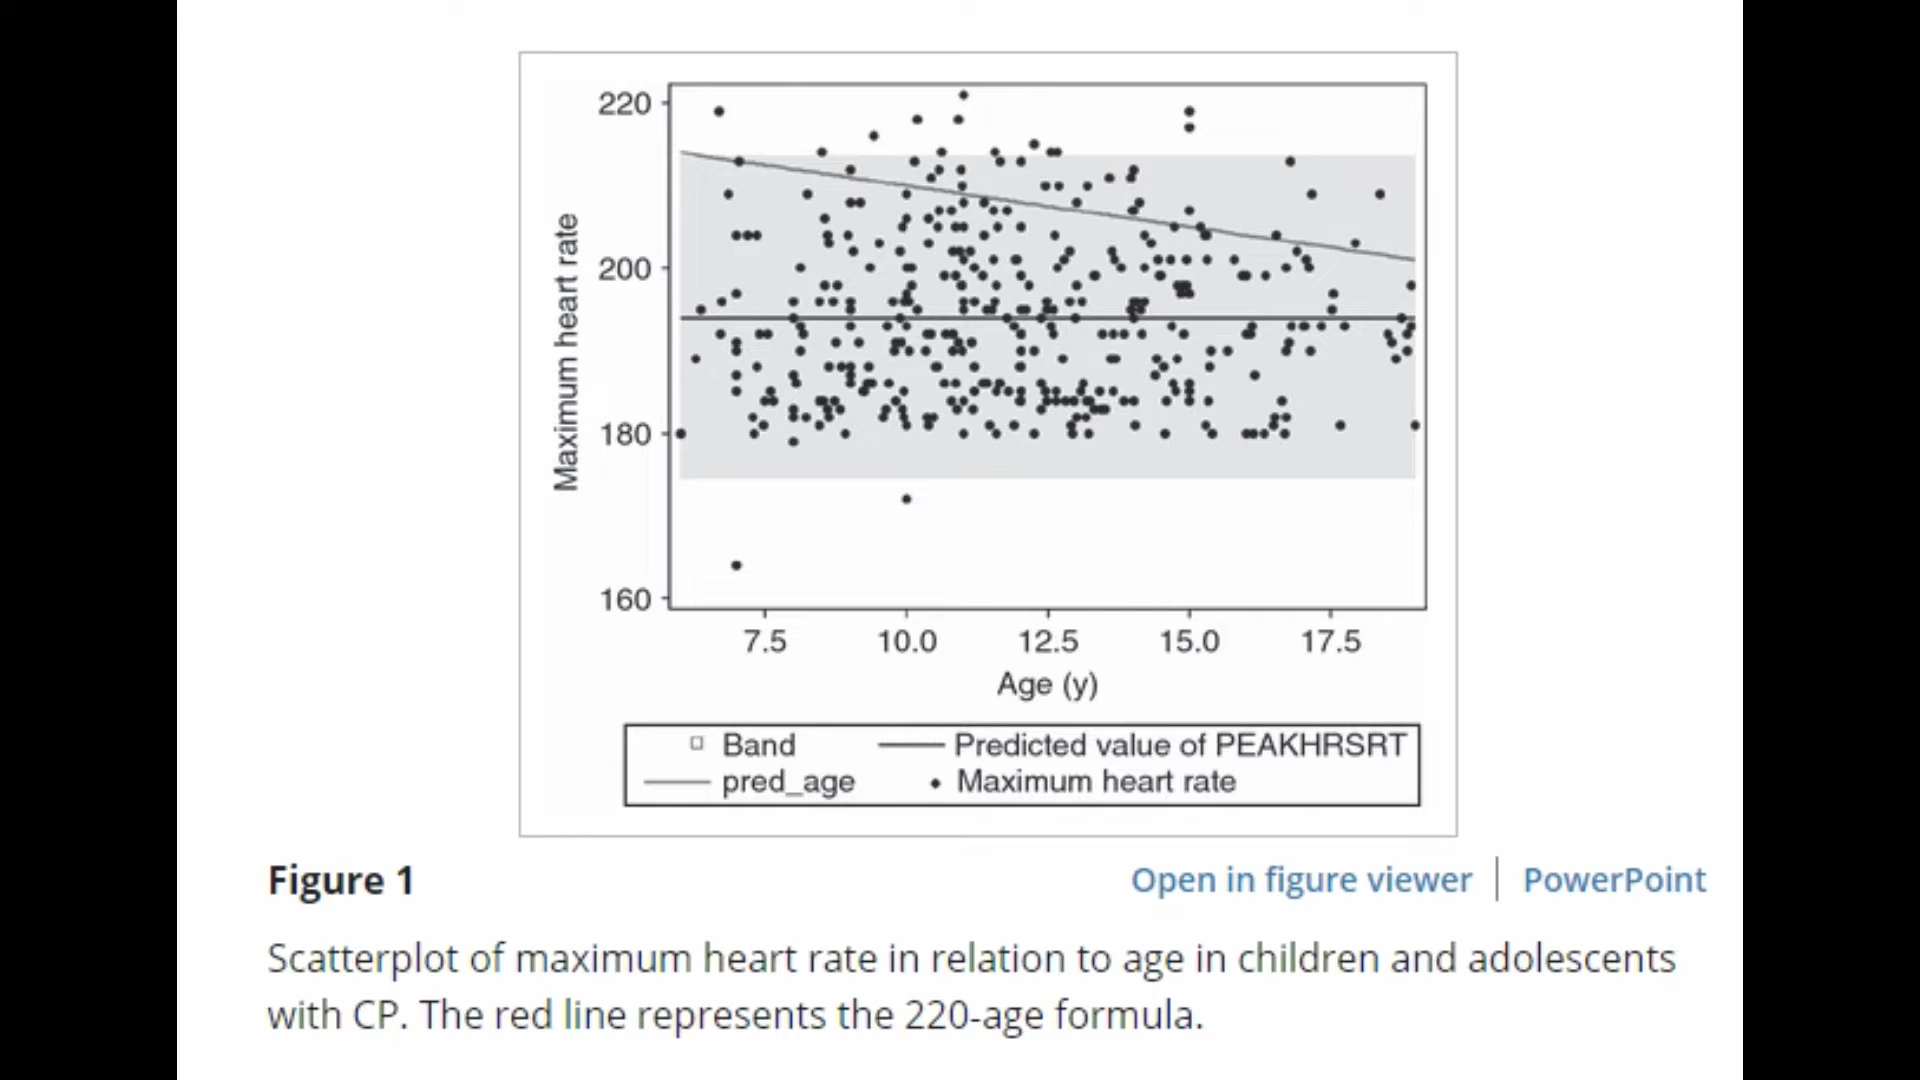 220
200
180
160
Maximum heart rate
7.5 10.0 12.5 15.0 17.5
Age (y)
Band Predicted value of PEAKHRSRT
pred_age Maximum heart rate
Figure 1
Open in figure viewer | PowerPoint
Scatterplot of maximum heart rate in relation to age in children and adolescents
with CP. The red line represents the 220-age formula.